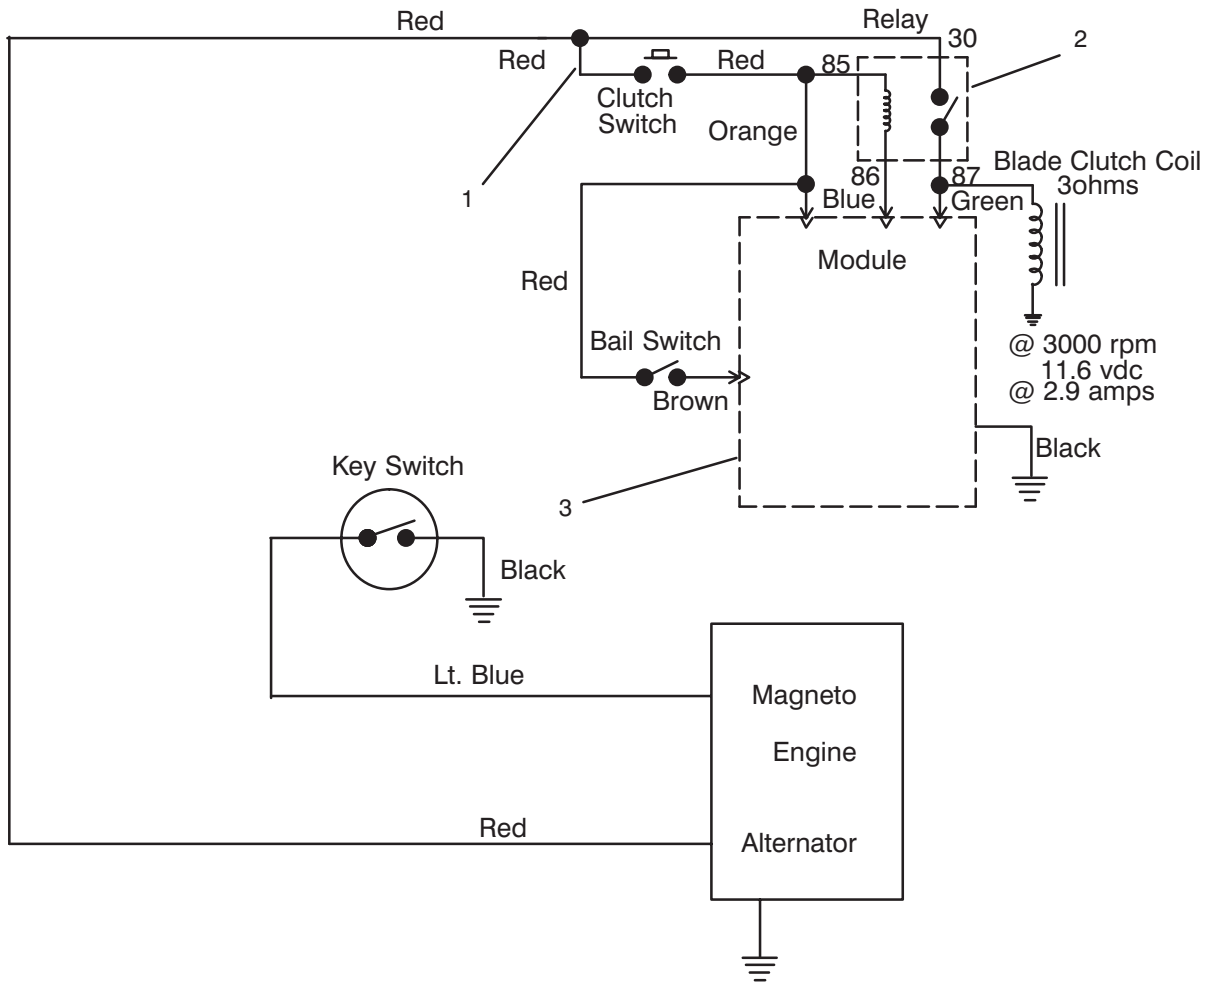 Red
Relay
30
2
Red
Red
85
Clutch
Switch
Orange
86
87
Blade Clutch Coil
3ohms
1
Blue
Green
Module
Red
Bail Switch
@ 3000 rpm
11.6 vdc
@ 2.9 amps
Brown
Black
Key Switch
3
Black
Lt. Blue
Magneto
Engine
Red
Alternator